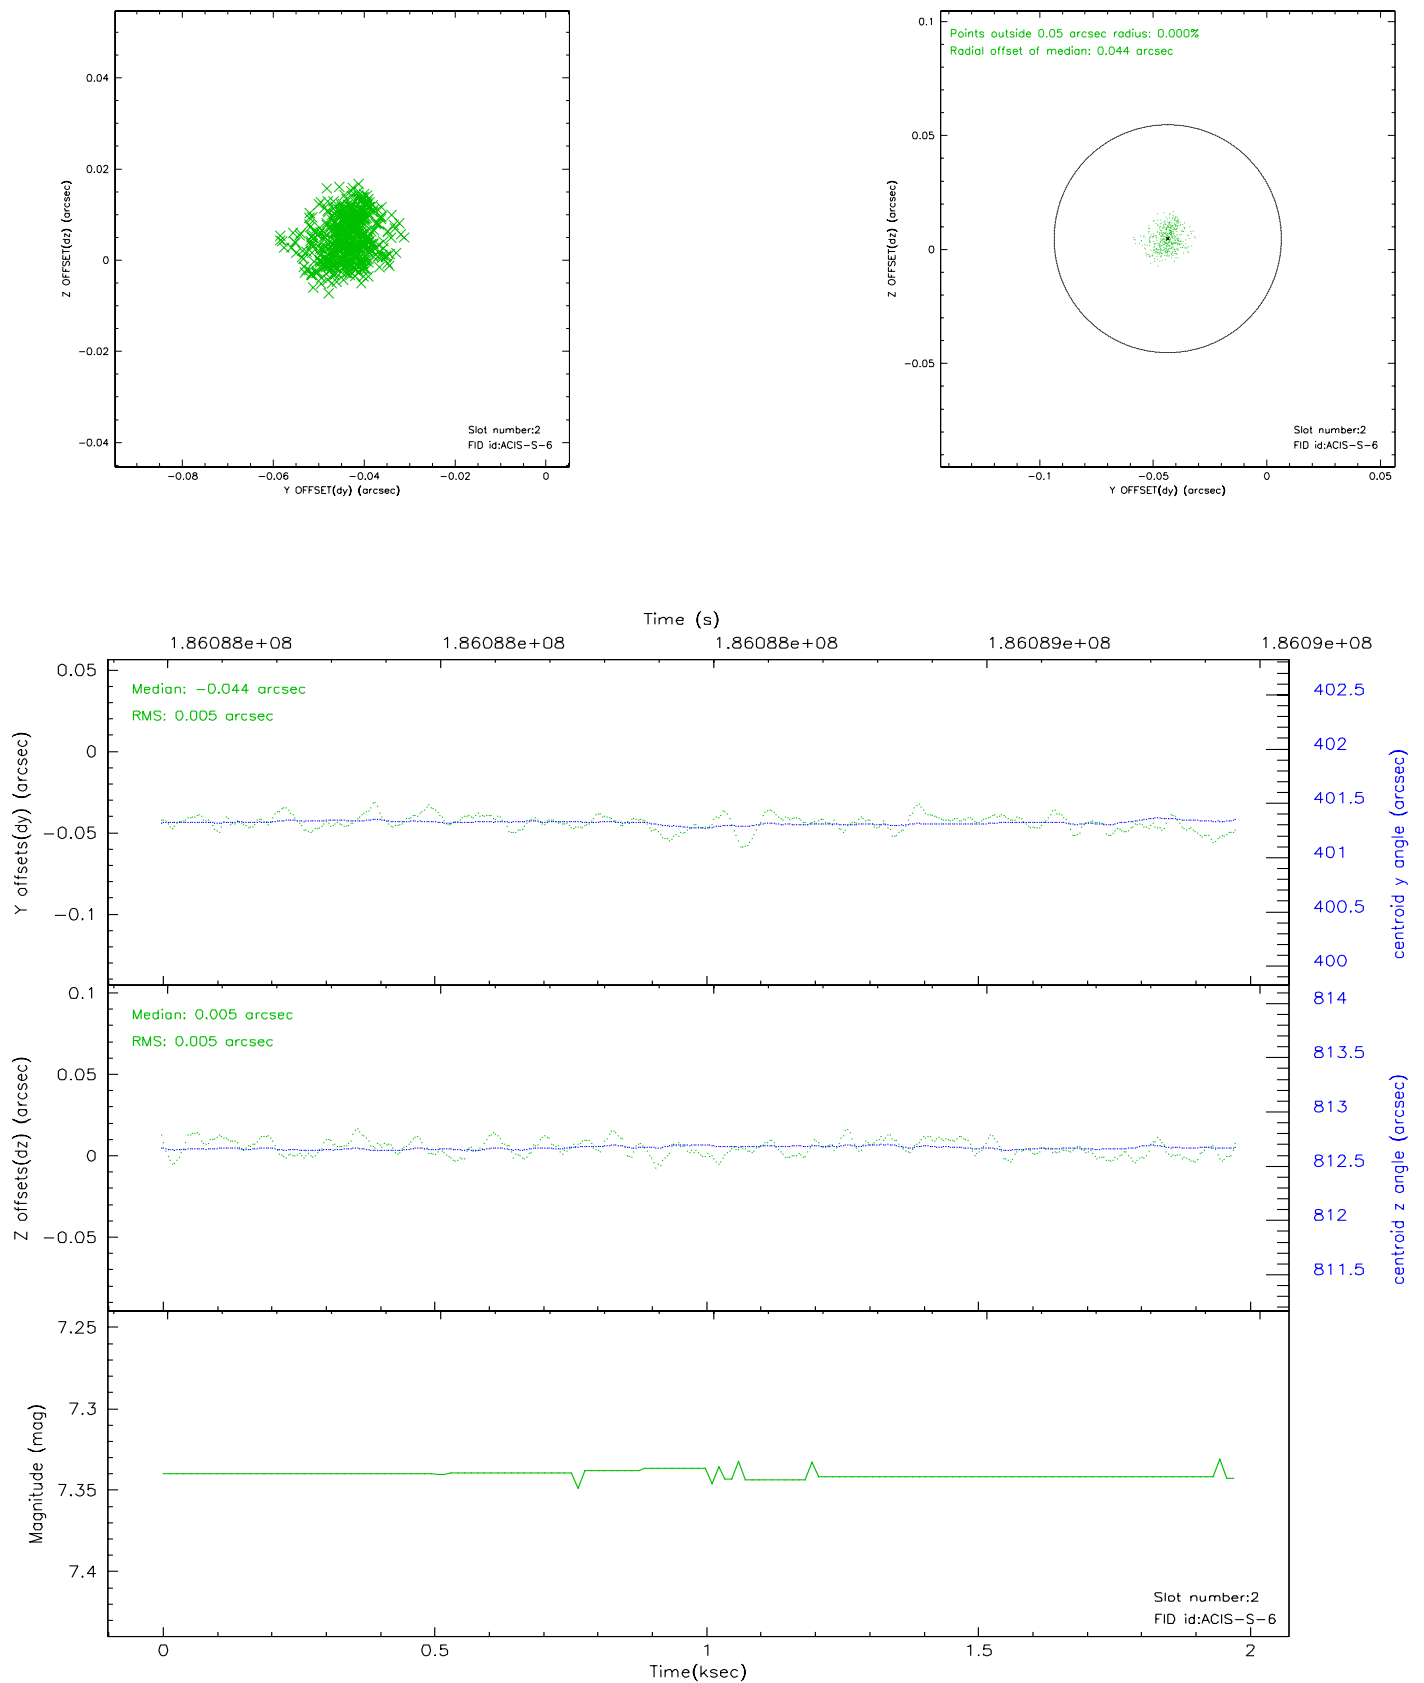 0.04
0.02
0
−0.02
−0.04
Z OFFSET(dz) (arcsec)
Slot number:2
FID id:ACIS−S−6
−0.08
−0.06
−0.04
−0.02
0
Y OFFSET(dy) (arcsec)
0.1
0.05
0
−0.05
Z OFFSET(dz) (arcsec)
Points outside 0.05 arcsec radius: 0.000%
Radial offset of median: 0.044 arcsec
Slot number:2
FID id:ACIS−S−6
−0.1
−0.05
0
0.05
Y OFFSET(dy) (arcsec)
Time (s)
1.86088e+08
1.86088e+08
1.86088e+08
1.86089e+08
1.8609e+08
0.05
0
−0.05
−0.1
Y offsets(dy) (arcsec)
Median: −0.044 arcsec
RMS: 0.005 arcsec
402.5
402
401.5
401
400.5
400
centroid y angle (arcsec)
0.1
0.05
0
−0.05
Z offsets(dz) (arcsec)
Median: 0.005 arcsec
RMS: 0.005 arcsec
814
813.5
813
812.5
812
811.5
centroid z angle (arcsec)
7.25
7.3
7.35
7.4
Magnitude (mag)
Slot number:2
FID id:ACIS−S−6
0
0.5
1
1.5
2
Time(ksec)